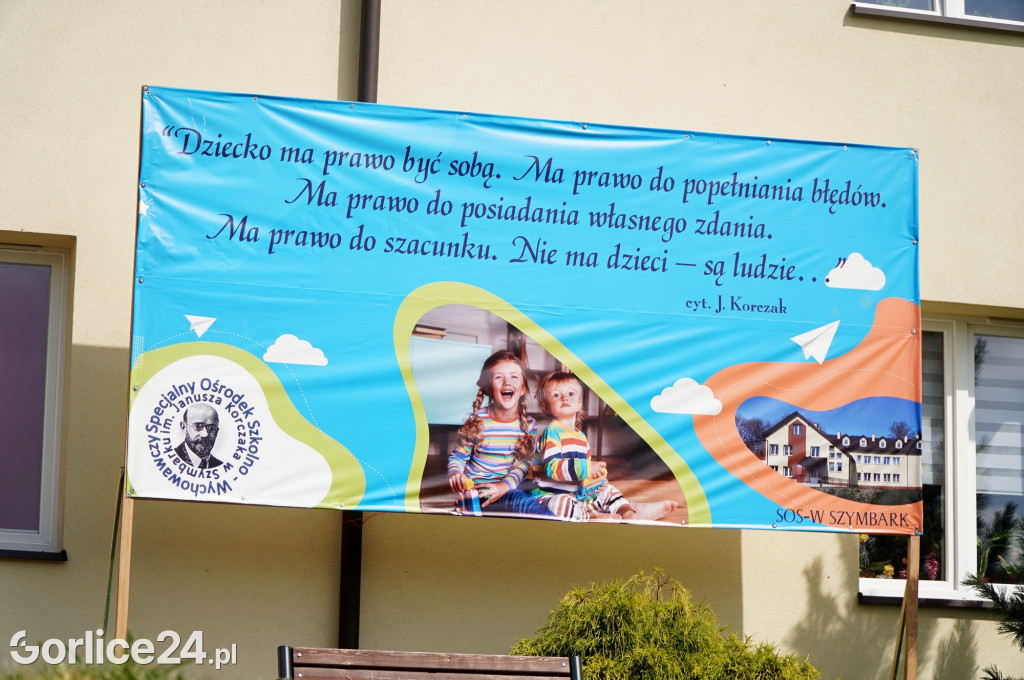 “Dziecko ma prawo być sobą. Ma prawo do popełniania błędów.
Ma prawo do posiadania własnego zdania.
Ma prawo do szacunku. Nie ma dzieci – są ludzie. . .”
cyt. J. Korczak
Specjalny Ośrodek Szkolno - Wychowawczy
im. Janusza Korczaka w Szymbarku
SOS-W SZYMBARK
Gorlice24.pl